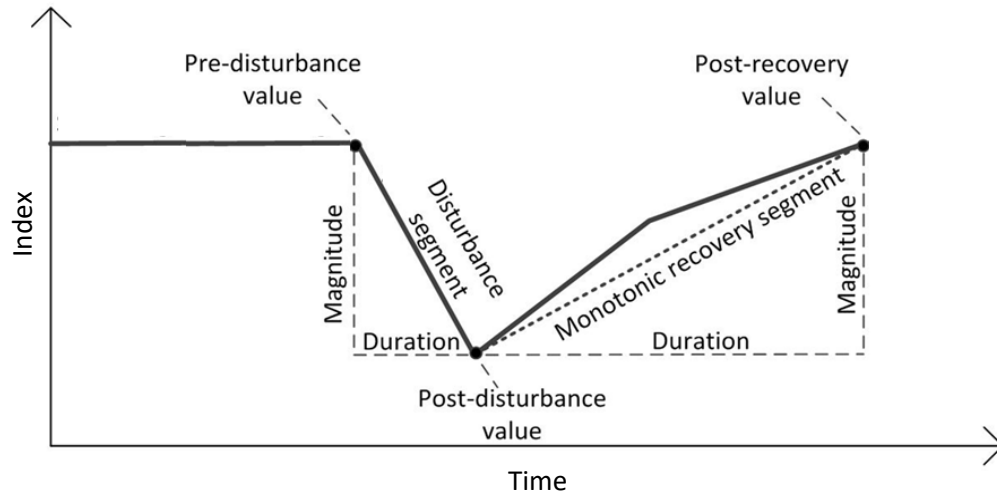 Pre-disturbance
value
Post-recovery
value
Index
Magnitude
Disturbance
segment
Duration
Monotonic recovery segment
Duration
Magnitude
Post-disturbance
value
Time